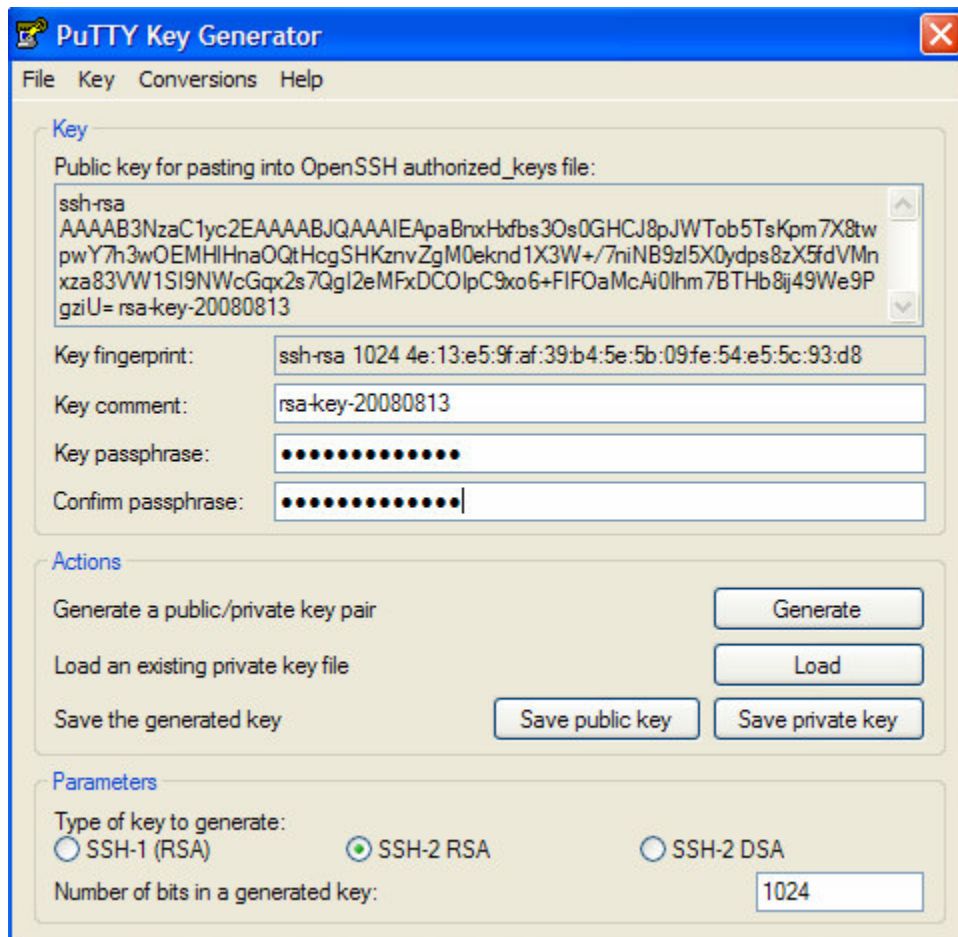 PuTTY Key Generator
File Key Conversions Help
Key
Public key for pasting into OpenSSH authorized_keys file:
ssh-rsa
AAAAB3NzaC1yc2EAAAABJQAAAIEApaBnxHxfbs3Os0GHCJ8pJWTob5TsKpm7X8tw
pwY7h3wOEMHIHnaOQtHcgSHKznvZgM0eknd1X3W+/7niNB9zI5X0ydps8zX5fdVMn
xza83VW1SI9NWcGqx2s7QgI2eMFxDCOIpC9xo6+FIFOaMcAi0Ihm7BTHb8ij49We9P
gziU= rsa-key-20080813
Key fingerprint: ssh-rsa 1024 4e:13:e5:9f:af:39:b4:5e:5b:09:fe:54:e5:5c:93:d8
Key comment: rsa-key-20080813
Key passphrase: •••••••••••••
Confirm passphrase: •••••••••••••
Actions
Generate a public/private key pair Generate
Load an existing private key file Load
Save the generated key Save public key Save private key
Parameters
Type of key to generate:
SSH-1 (RSA) SSH-2 RSA SSH-2 DSA
Number of bits in a generated key: 1024